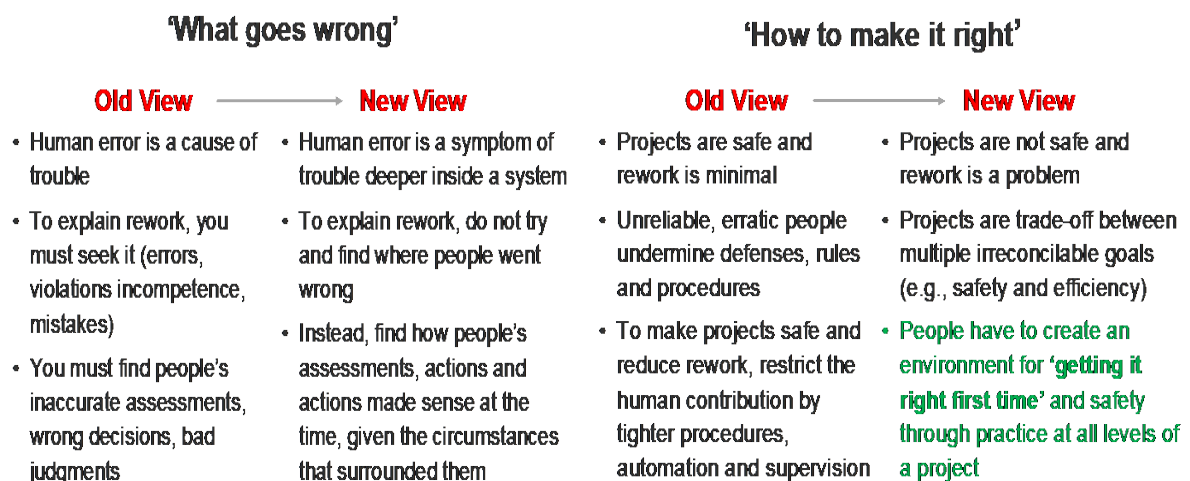 'What goes wrong'
Old View
New View
• Human error is a cause of
trouble
• To explain rework, you
must seek it (errors,
violations incompetence,
mistakes)
• You must find people's
inaccurate assessments,
wrong decisions, bad
judgments
• Human error is a symptom of
trouble deeper inside a system
• To explain rework, do not try
and find where people went
wrong
• Instead, find how people's
assessments, actions and
actions made sense at the
time, given the circumstances
that surrounded them
'How to make it right'
Old View
New View
• Projects are safe and
rework is minimal
• Unreliable, erratic people
undermine defenses, rules
and procedures
• To make projects safe and
reduce rework, restrict the
human contribution by
tighter procedures,
automation and supervision
• Projects are not safe and
rework is a problem
• Projects are trade-off between
multiple irreconcilable goals
(e.g., safety and efficiency)
• People have to create an
environment for 'getting it
right first time' and safety
through practice at all levels of
a project